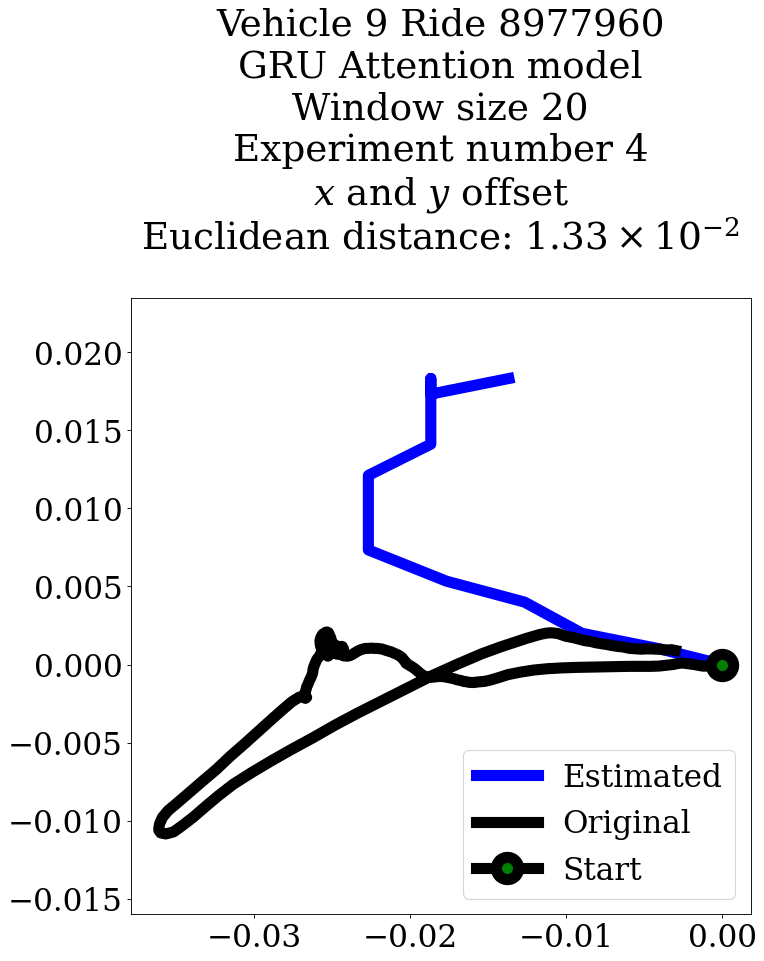 Vehicle 9 Ride 8977960
GRU Attention model
Window size 20
Experiment number 4
x and y offset
Euclidean distance: 1.33 × 10⁻²
0.020
0.015
0.010
0.005
0.000
−0.005
−0.010
−0.015
Estimated
Original
Start
−0.03 −0.02 −0.01 0.00